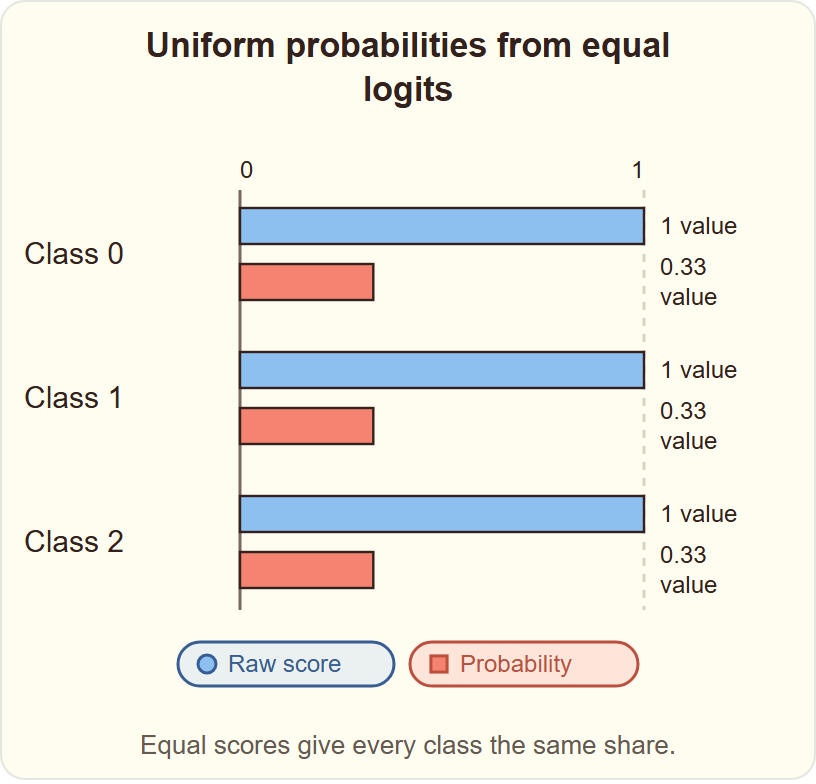 Uniform probabilities from equal
logits
0 1
Class 0
1 value
0.33
value
Class 1
1 value
0.33
value
Class 2
1 value
0.33
value
Raw score
Probability
Equal scores give every class the same share.